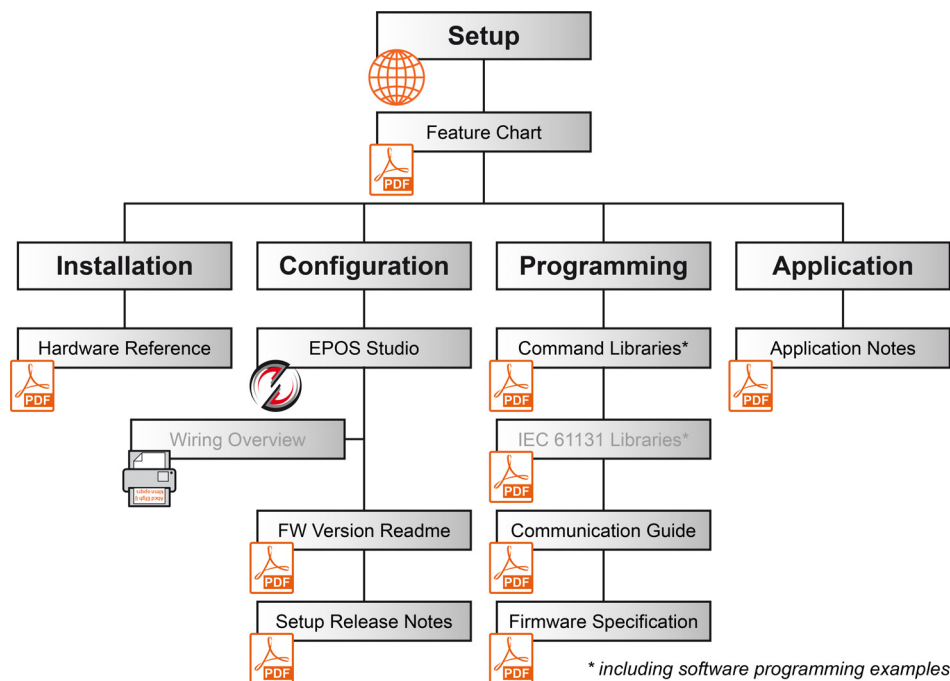 Setup
Feature Chart
PDF
Installation
Configuration
Programming
Application
Hardware Reference
EPOS Studio
Command Libraries*
Application Notes
PDF
PDF
PDF
Wiring Overview
IEC 61131 Libraries*
PDF
FW Version Readme
Communication Guide
PDF
PDF
Setup Release Notes
Firmware Specification
PDF
PDF
* including software programming examples